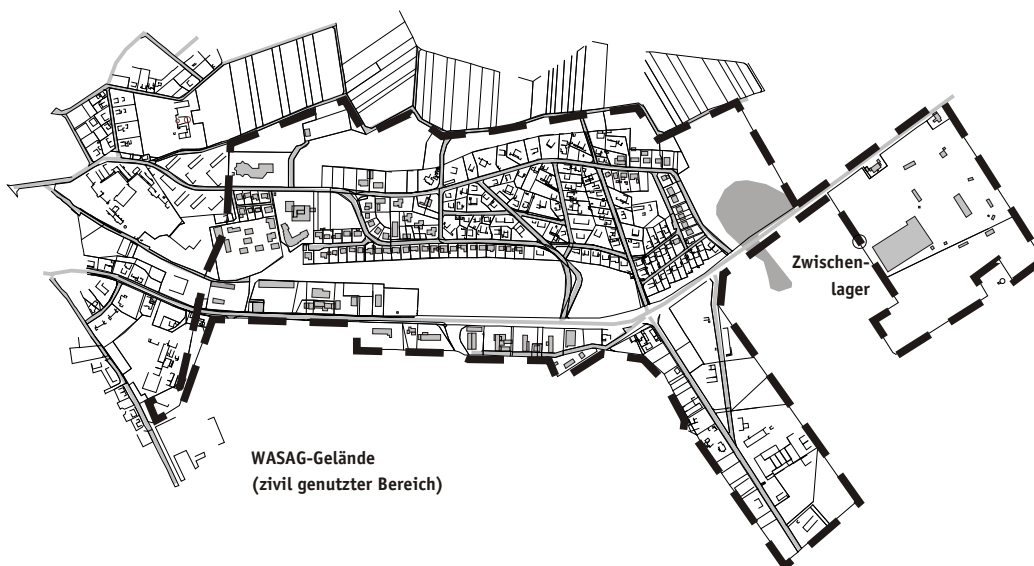 Zwischen-
lager
WASAG-Gelände
(zivil genutzter Bereich)